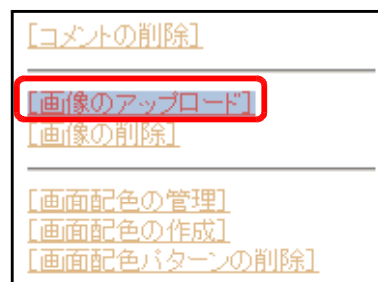 [コメントの削除]
[画像のアップロード]
[画像の削除]
[画面配色の管理]
[画面配色の作成]
[画面配色パターンの削除]